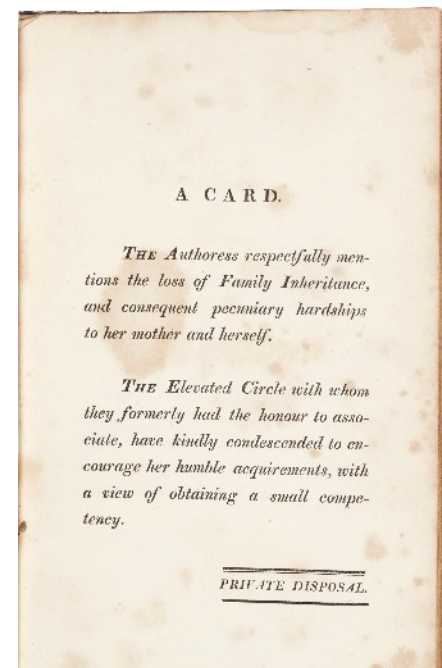 A CARD.
THE Authoress respectfully men-
tions the loss of Family Inheritance,
and consequent pecuniary hardships
to her mother and herself.
THE Elevated Circle with whom
they formerly had the honour to asso-
ciate, have kindly condescended to en-
courage her humble acquirements, with
a view of obtaining a small compe-
tency.
PRIVATE DISPOSAL.